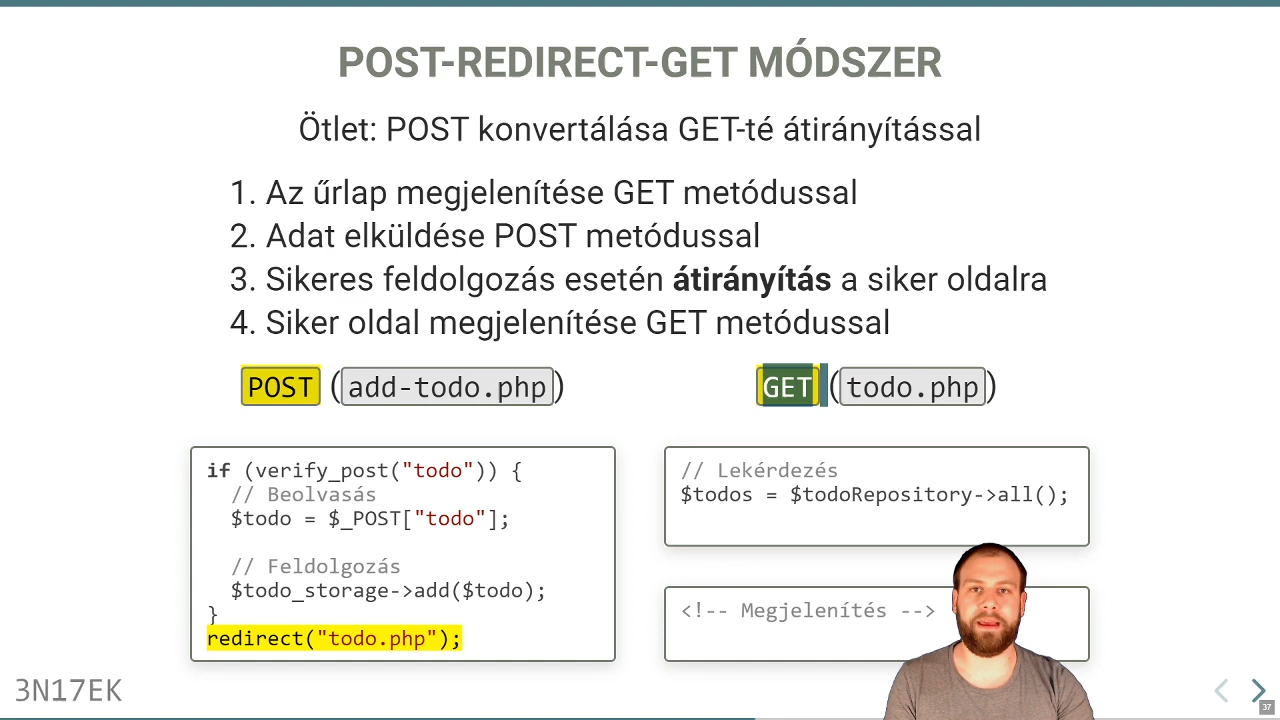 POST-REDIRECT-GET MÓDSZER
Ötlet: POST konvertálása GET-té átirányítással
1. Az űrlap megjelenítése GET metódussal
2. Adat elküldése POST metódussal
3. Sikeres feldolgozás esetén átirányítás a siker oldalra
4. Siker oldal megjelenítése GET metódussal
POST (add-todo.php)
if (verify_post("todo")) {
// Beolvasás
$todo = $_POST["todo"];
// Feldolgozás
$todo_storage->add($todo);
}
redirect("todo.php");
GET (todo.php)
// Lekérdezés
$todos = $todoRepository->all();
<!-- Megjelenítés -->
3N17EK
37